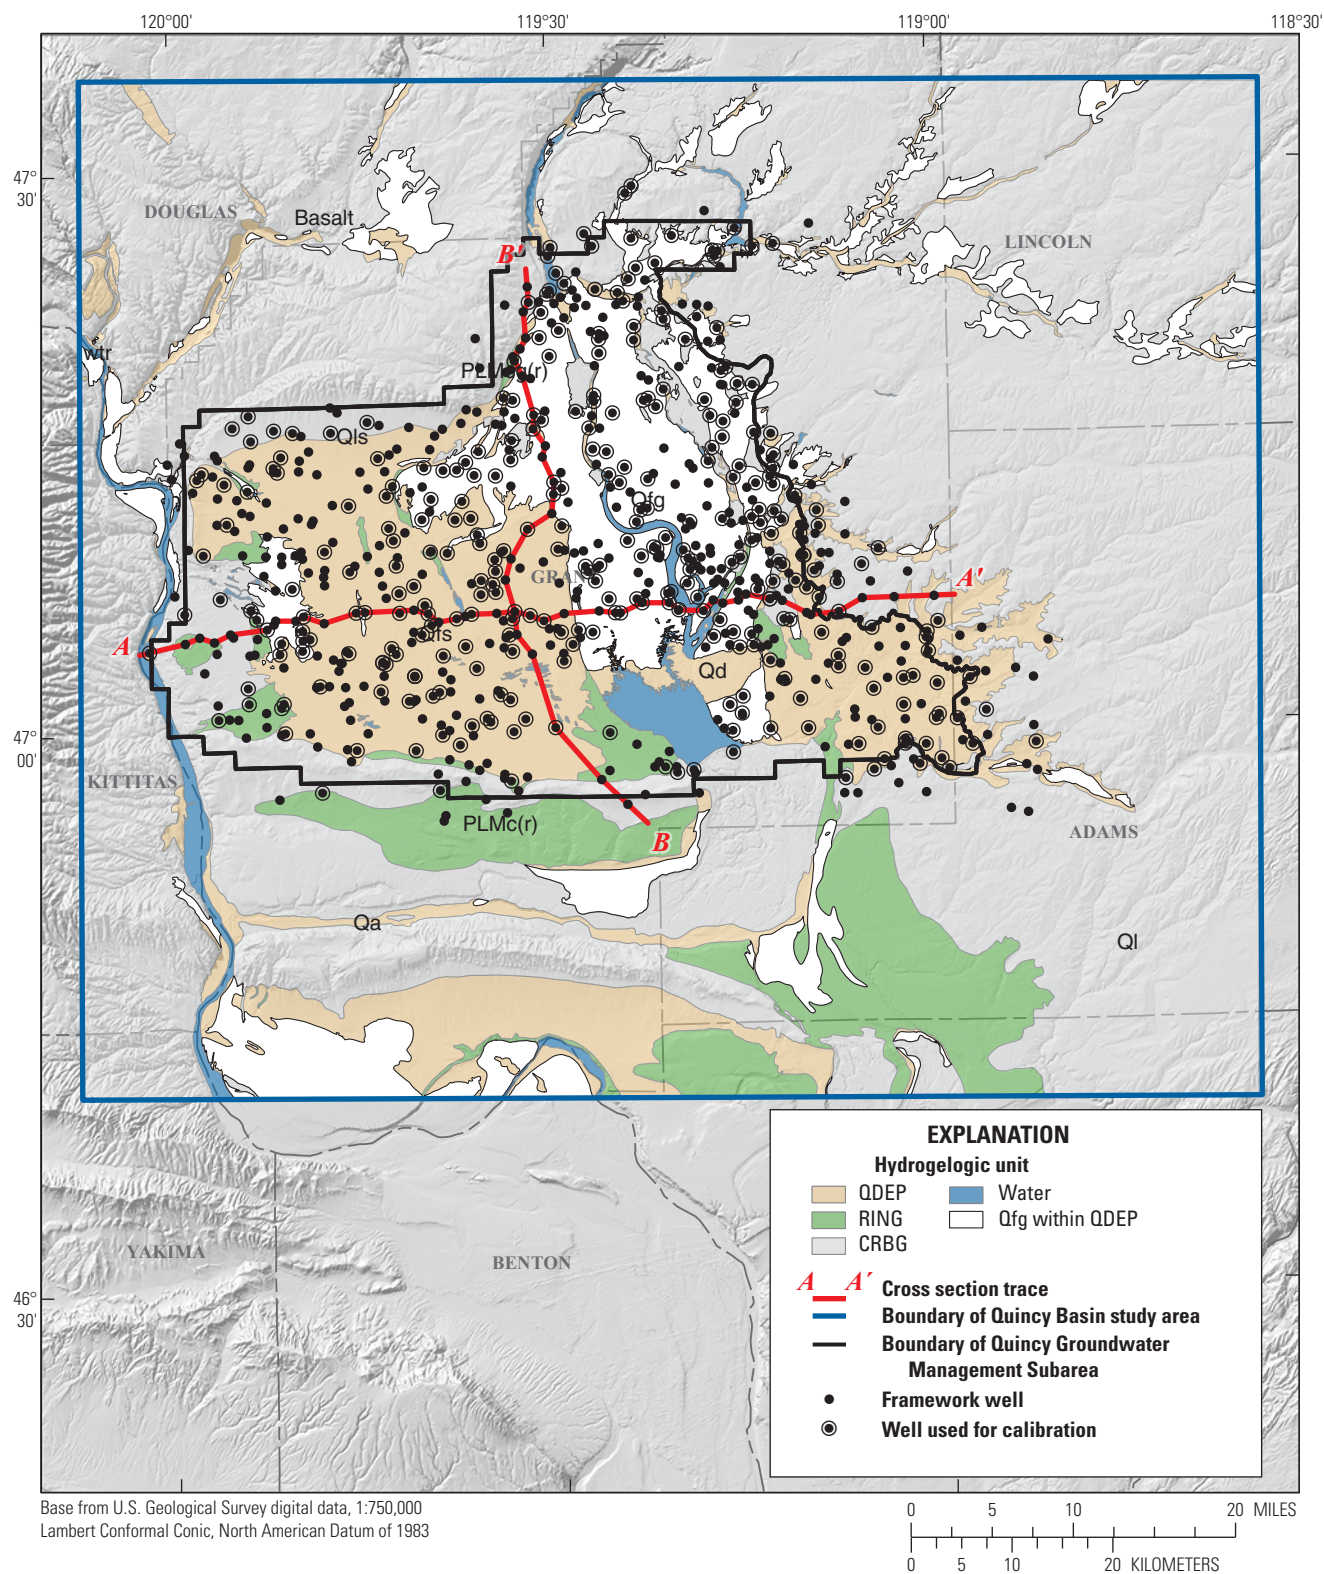 120°00'
119°30'
119°00'
118°30'
47°
30'
DOUGLAS
Basalt
LINCOLN
B'
wtr
Qls
Qfg
GRAN
A'
A
Qd
47°
00'
KITTITAS
PLMc(r)
B
ADAMS
Qa
Ql
YAKIMA
BENTON
46°
30'
EXPLANATION
Hydrogelogic unit
QDEP
Water
RING
Qfg within QDEP
CRBG
A A´ Cross section trace
Boundary of Quincy Basin study area
Boundary of Quincy Groundwater
Management Subarea
Framework well
Well used for calibration
Base from U.S. Geological Survey digital data, 1:750,000
Lambert Conformal Conic, North American Datum of 1983
0 5 10 20 MILES
0 5 10 20 KILOMETERS